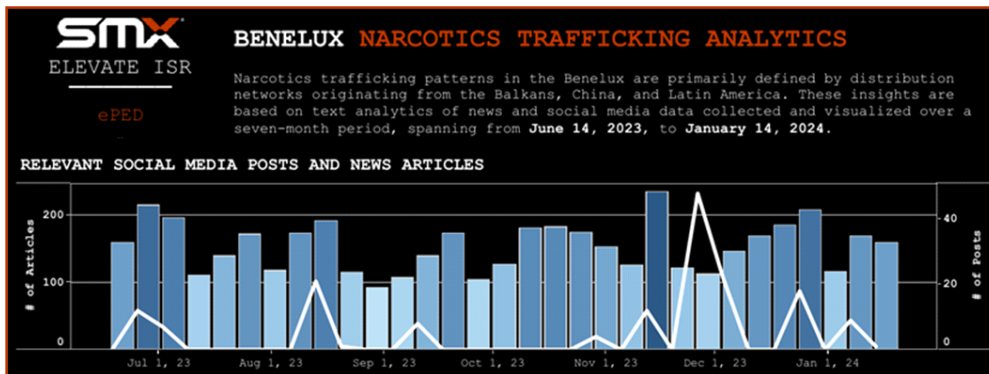 SMX
ELEVATE ISR
ePED
BENELUX NARCOTICS TRAFFICKING ANALYTICS
Narcotics trafficking patterns in the Benelux are primarily defined by distribution
networks originating from the Balkans, China, and Latin America. These insights are
based on text analytics of news and social media data collected and visualized over a
seven-month period, spanning from June 14, 2023, to January 14, 2024.
RELEVANT SOCIAL MEDIA POSTS AND NEWS ARTICLES
# of Articles
200
100
0
40
20
0
# of Posts
Jul 1, 23
Aug 1, 23
Sep 1, 23
Oct 1, 23
Nov 1, 23
Dec 1, 23
Jan 1, 24